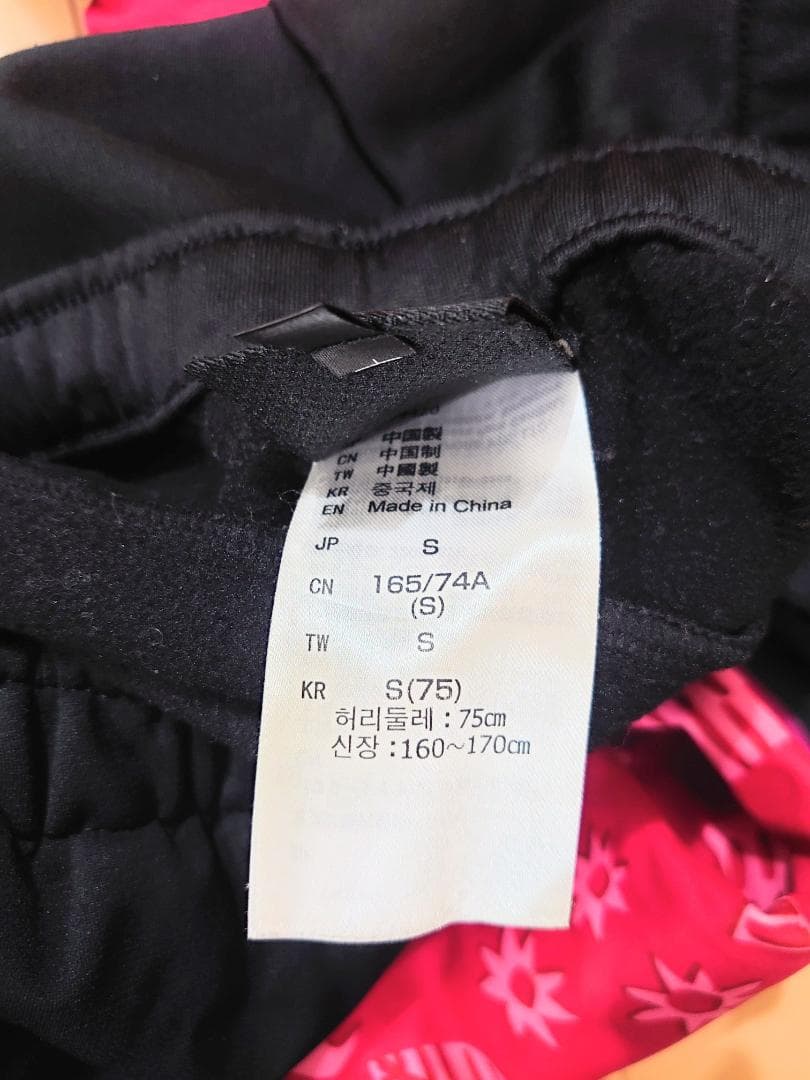 中国製
CN 中国制
TW 中國製
KR 중국제
EN Made in China
JP S
CN 165/74A
(S)
TW S
KR S(75)
허리둘레 : 75cm
신장 : 160~170cm